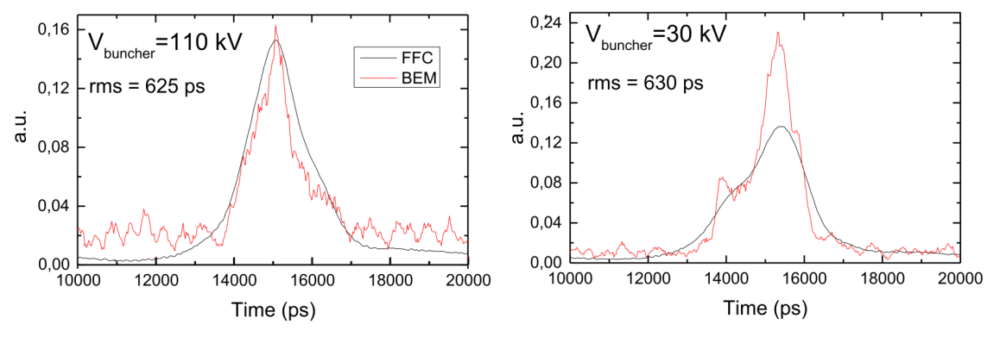 V_buncher=110 kV
rms = 625 ps
FFC
BEM
a.u.
0,16
0,12
0,08
0,04
0,00
10000 12000 14000 16000 18000 20000
Time (ps)
V_buncher=30 kV
rms = 630 ps
a.u.
0,24
0,20
0,16
0,12
0,08
0,04
0,00
10000 12000 14000 16000 18000 20000
Time (ps)